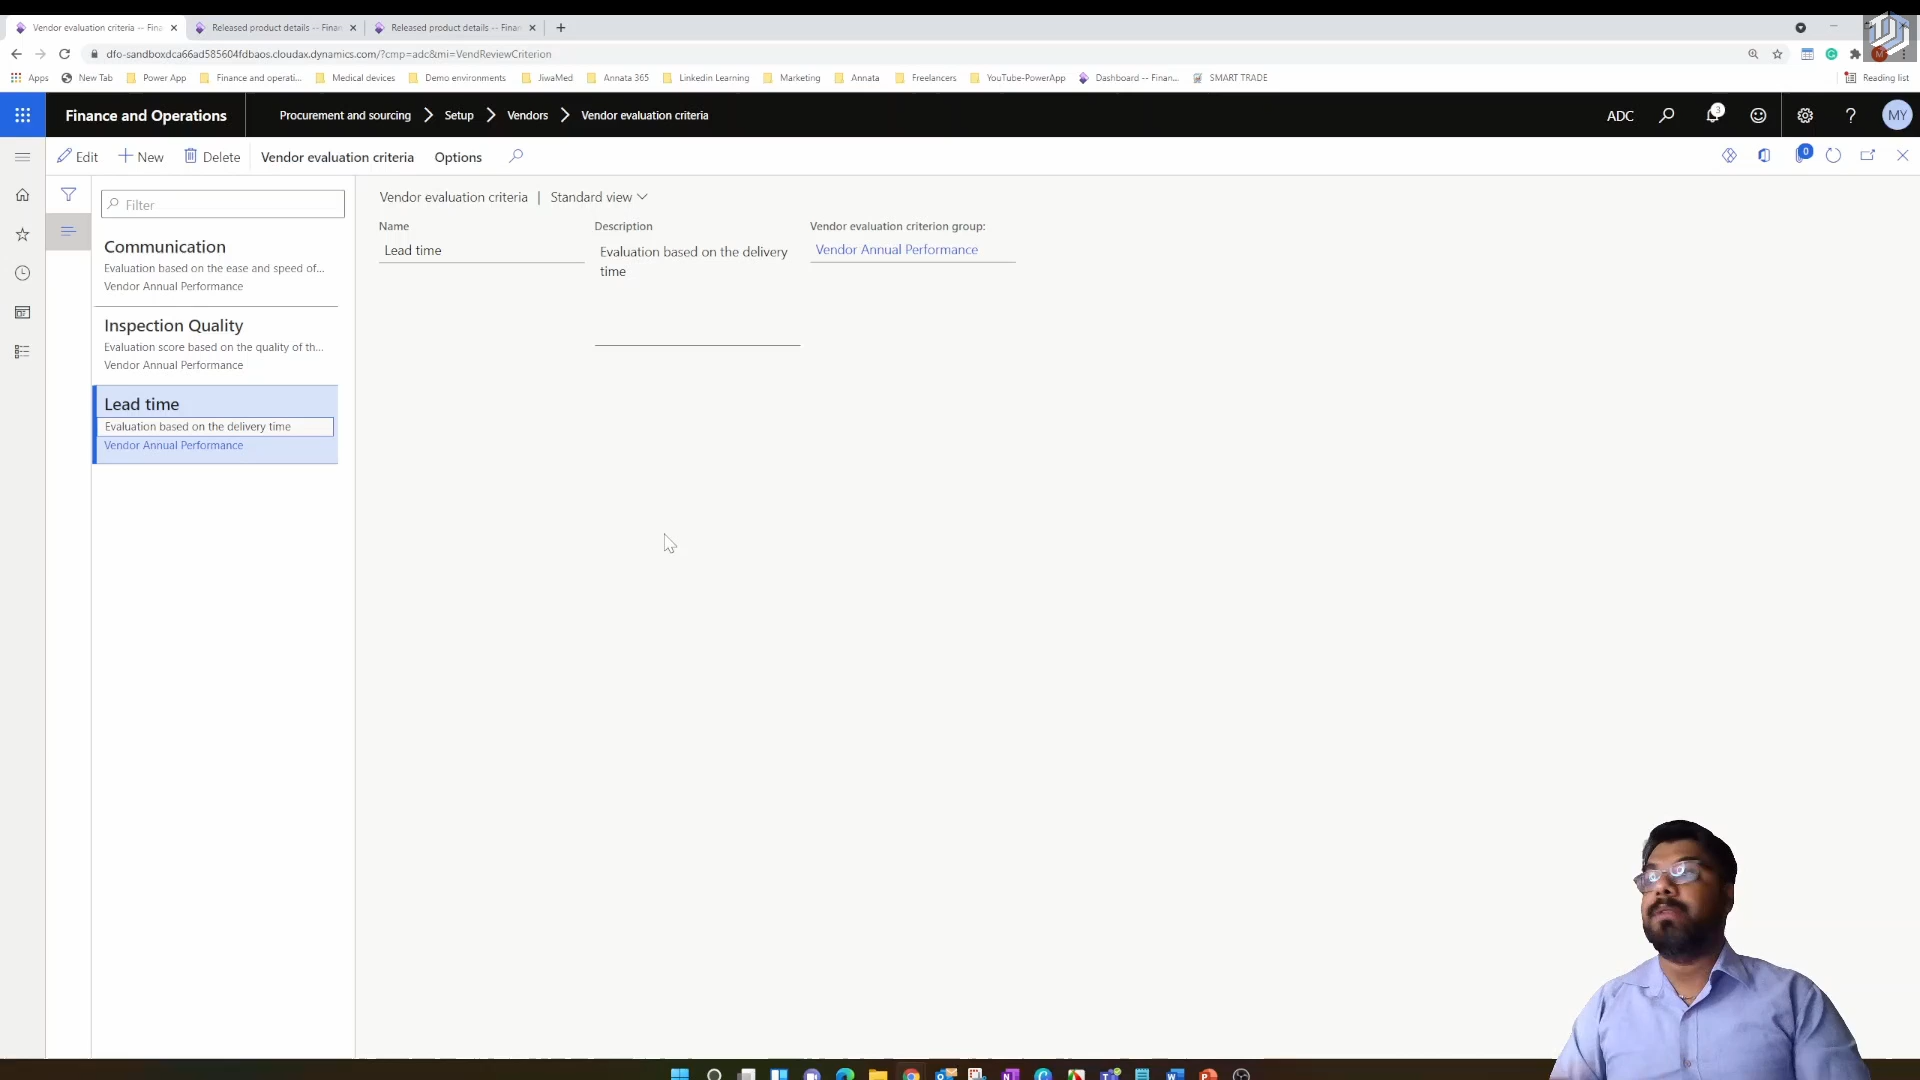 Vendor evaluation criteria -- Fina
Released product details -- Finan
Released product details -- Finan
dfo-sandboxdca66ad585604fdbaos.cloudax.dynamics.com/?cmp=adc&mi=VendReviewCriterion
Apps
New Tab
Power App
Finance and operati...
Medical devices
Demo environments
JiwaMed
Annata 365
Linkedin Learning
Marketing
Annata
Freelancers
YouTube-PowerApp
Dashboard -- Finan...
SMART TRADE
Reading list
Finance and Operations
Procurement and sourcing
Setup
Vendors
Vendor evaluation criteria
ADC
3
?
MY
Edit
New
Delete
Vendor evaluation criteria
Options
0
Filter
Communication
Evaluation based on the ease and speed of...
Vendor Annual Performance
Inspection Quality
Evaluation score based on the quality of th...
Vendor Annual Performance
Lead time
Evaluation based on the delivery time
Vendor Annual Performance
Vendor evaluation criteria | Standard view
Name
Lead time
Description
Evaluation based on the delivery
time
Vendor evaluation criterion group:
Vendor Annual Performance